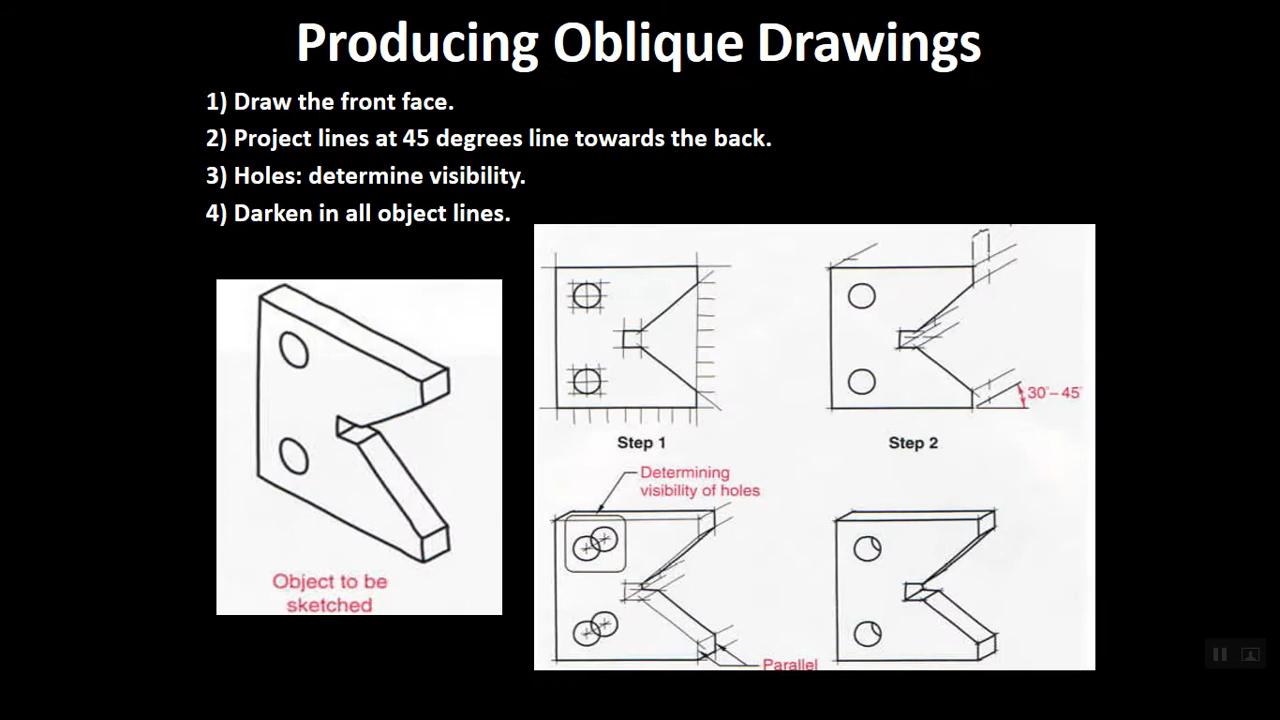 Producing Oblique Drawings
1) Draw the front face.
2) Project lines at 45 degrees line towards the back.
3) Holes: determine visibility.
4) Darken in all object lines.
Object to be
sketched
Step 1
30°–45°
Step 2
Determining
visibility of holes
Parallel